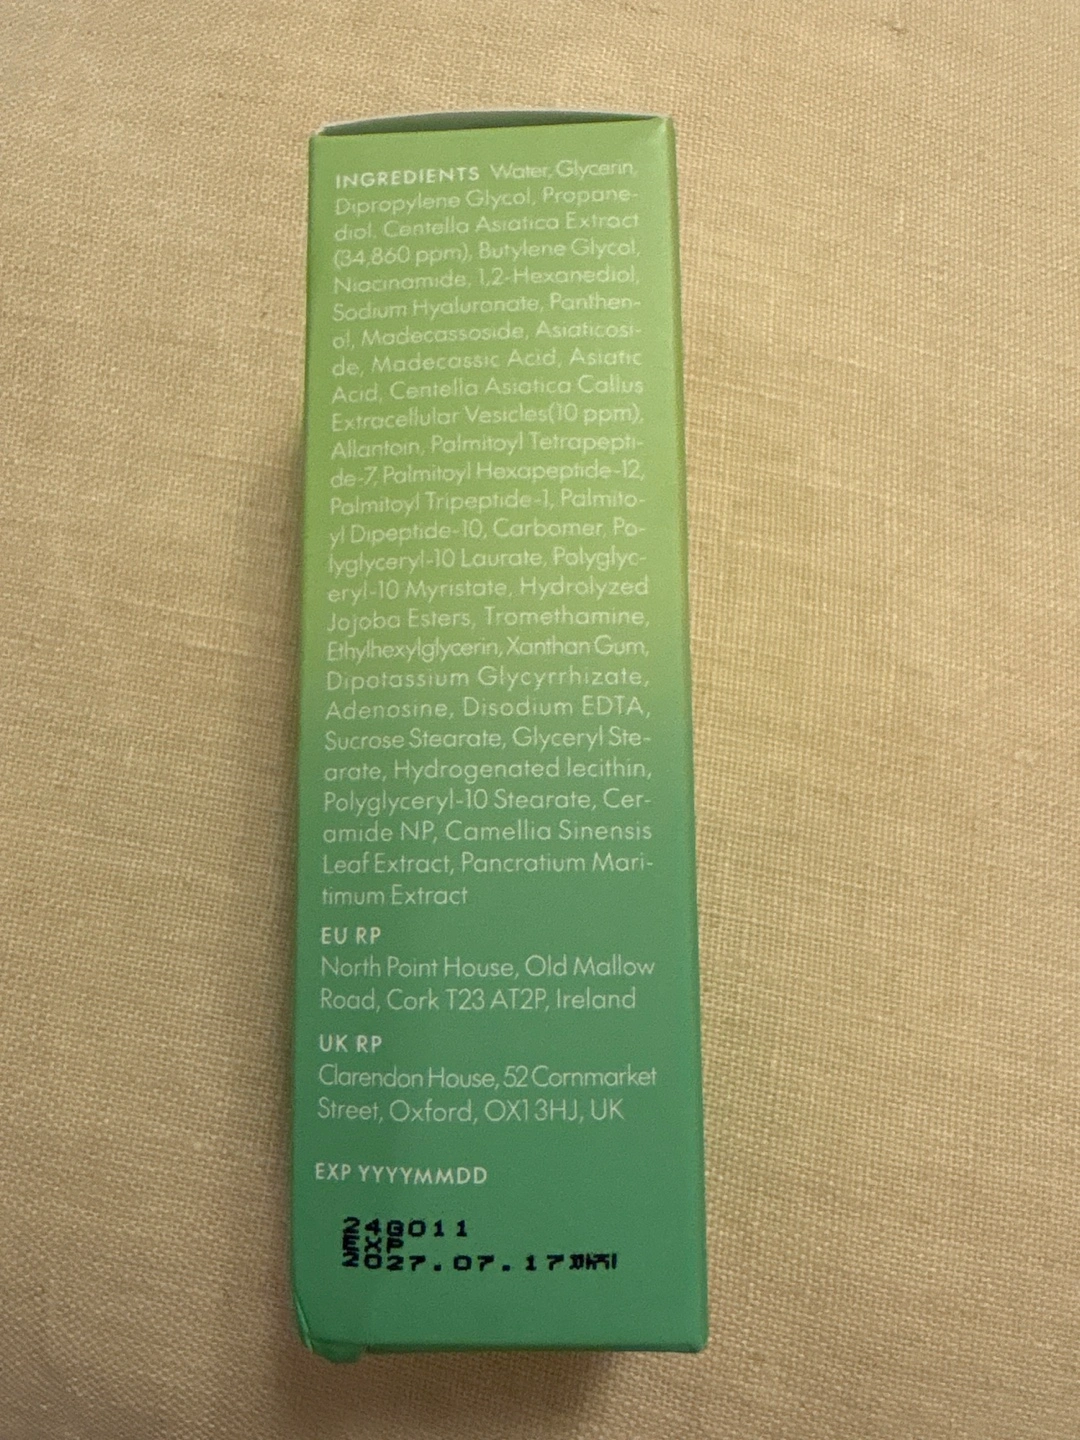 INGREDIENTS Water, Glycerin,
Dipropylene Glycol, Propane-
diol, Centella Asiatica Extract
(34,860 ppm), Butylene Glycol,
Niacinamide, 1,2-Hexanediol,
Sodium Hyaluronate, Panthen-
ol, Madecassoside, Asiaticosi-
de, Madecassic Acid, Asiatic
Acid, Centella Asiatica Callus
Extracellular Vesicles(10 ppm),
Allantoin, Palmitoyl Tetrapepti-
de-7, Palmitoyl Hexapeptide-12,
Palmitoyl Tripeptide-1, Palmito-
yl Dipeptide-10, Carbomer, Po-
lyglyceryl-10 Laurate, Polyglyc-
eryl-10 Myristate, Hydrolyzed
Jojoba Esters, Tromethamine,
Ethylhexylglycerin, Xanthan Gum,
Dipotassium Glycyrrhizate,
Adenosine, Disodium EDTA,
Sucrose Stearate, Glyceryl Ste-
arate, Hydrogenated lecithin,
Polyglyceryl-10 Stearate, Cer-
amide NP, Camellia Sinensis
Leaf Extract, Pancratium Mari-
timum Extract
EU RP
North Point House, Old Mallow
Road, Cork T23 AT2P, Ireland
UK RP
Clarendon House, 52 Cornmarket
Street, Oxford, OX1 3HJ, UK
EXP YYYYMMDD
EXP
2027.07.17까지